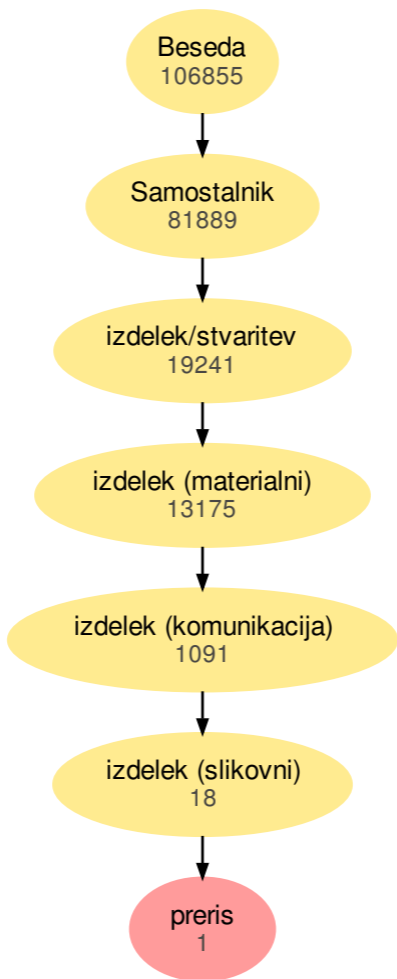 Beseda
106855
Samostalnik
81889
izdelek/stvaritev
19241
izdelek (materialni)
13175
izdelek (komunikacija)
1091
izdelek (slikovni)
18
preris
1